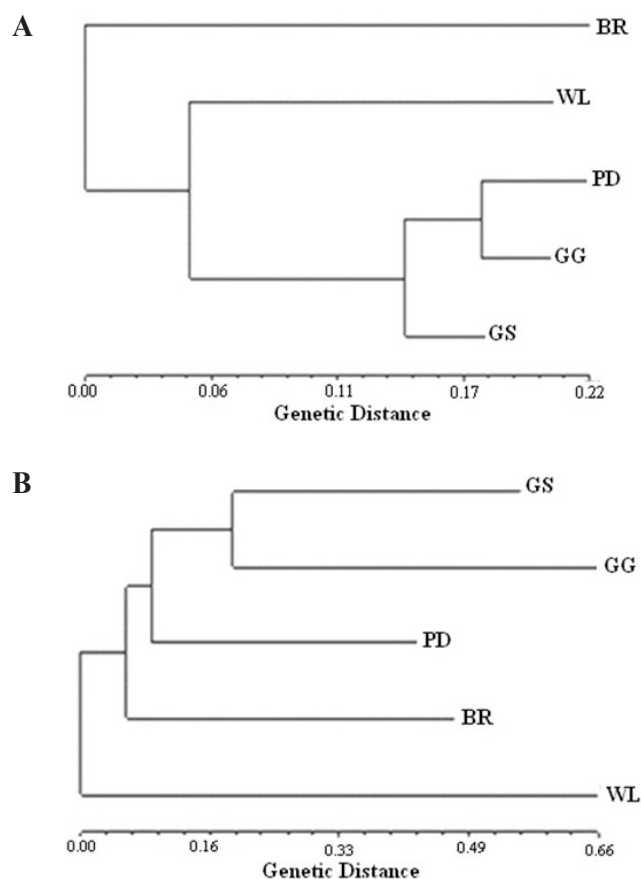 A
BR
WL
PD
GG
GS
0.00 0.06 0.11 0.17 0.22
Genetic Distance
B
GS
GG
PD
BR
WL
0.00 0.16 0.33 0.49 0.66
Genetic Distance